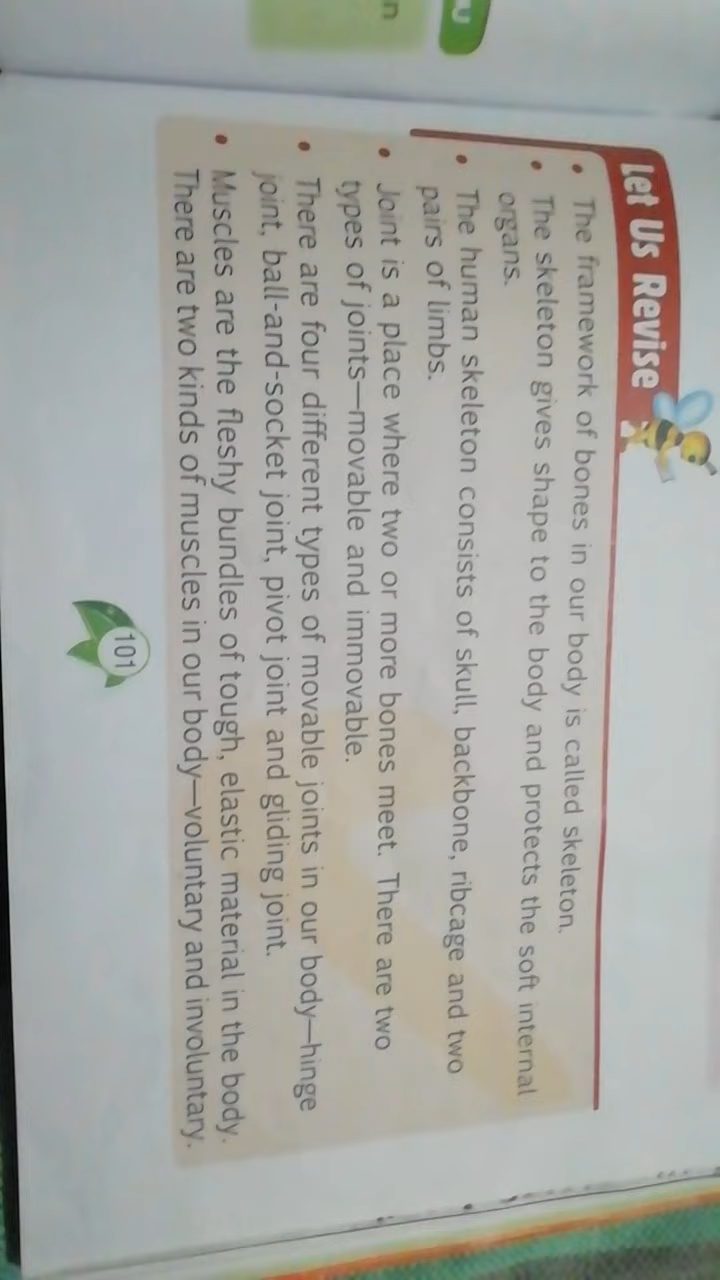 Let Us Revise
• The framework of bones in our body is called skeleton.
• The skeleton gives shape to the body and protects the soft internal
organs.
• The human skeleton consists of skull, backbone, ribcage and two
pairs of limbs.
• Joint is a place where two or more bones meet. There are two
types of joints—movable and immovable.
• There are four different types of movable joints in our body—hinge
joint, ball-and-socket joint, pivot joint and gliding joint.
• Muscles are the fleshy bundles of tough, elastic material in the body.
There are two kinds of muscles in our body—voluntary and involuntary.
101